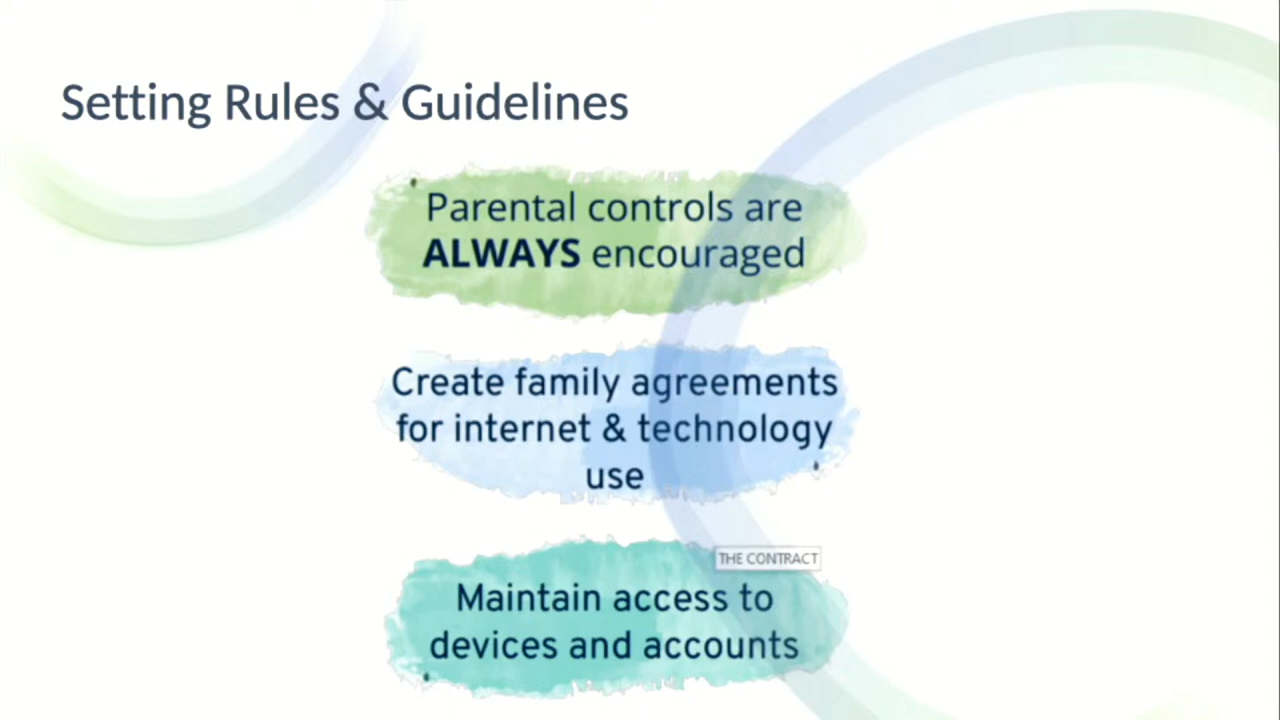 Setting Rules & Guidelines
Parental controls are
ALWAYS encouraged
Create family agreements
for internet & technology
use
THE CONTRACT
Maintain access to
devices and accounts